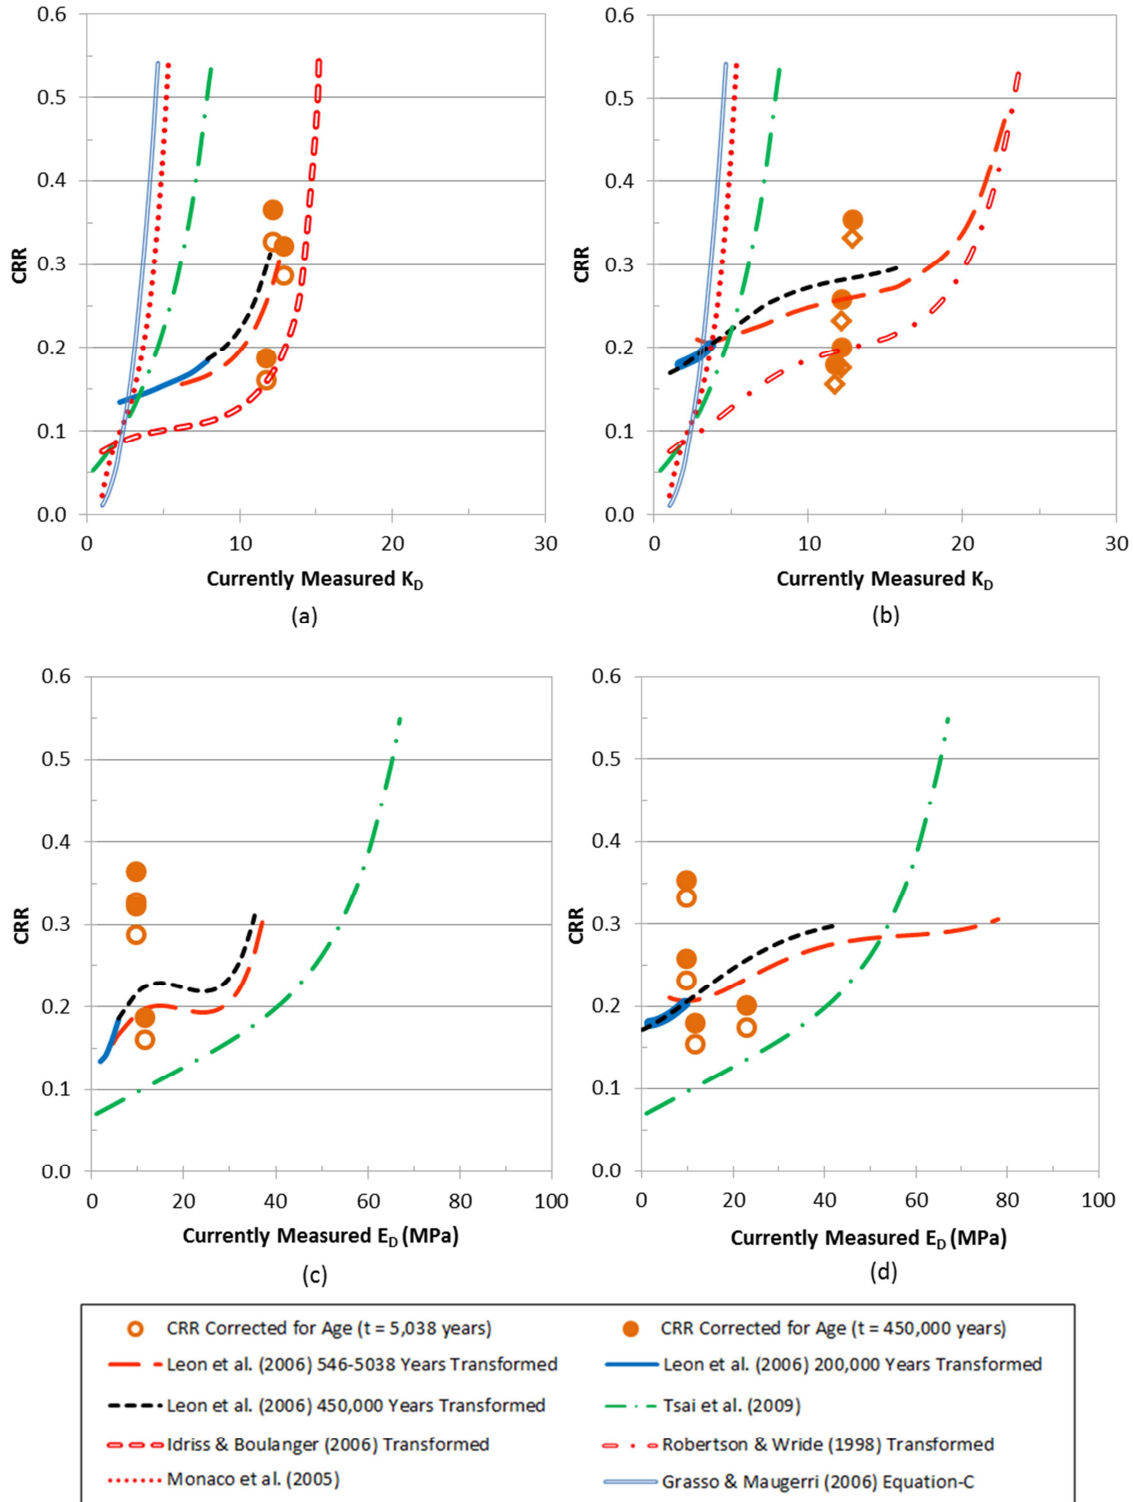 0.6
0.5
0.4
0.3
0.2
0.1
0.0
CRR
0 10 20 30
Currently Measured K_D
(a)
0.6
0.5
0.4
0.3
0.2
0.1
0.0
CRR
0 10 20 30
Currently Measured K_D
(b)
0.6
0.5
0.4
0.3
0.2
0.1
0.0
CRR
0 20 40 60 80 100
Currently Measured E_D (MPa)
(c)
0.6
0.5
0.4
0.3
0.2
0.1
0.0
CRR
0 20 40 60 80 100
Currently Measured E_D (MPa)
(d)
CRR Corrected for Age (t = 5,038 years)
CRR Corrected for Age (t = 450,000 years)
Leon et al. (2006) 546-5038 Years Transformed
Leon et al. (2006) 200,000 Years Transformed
Leon et al. (2006) 450,000 Years Transformed
Tsai et al. (2009)
Idriss & Boulanger (2006) Transformed
Robertson & Wride (1998) Transformed
Monaco et al. (2005)
Grasso & Maugerri (2006) Equation-C